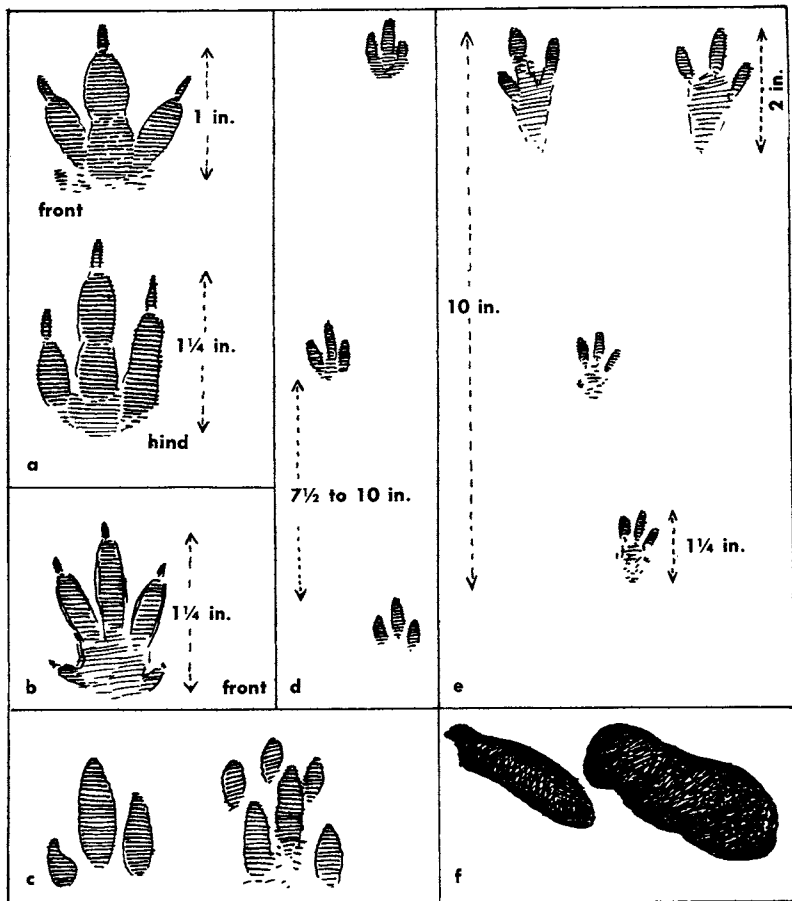 1 in.
front
1¼ in.
hind
a
1¼ in.
b
front
c
7½ to 10 in.
d
2 in.
10 in.
1¼ in.
e
f